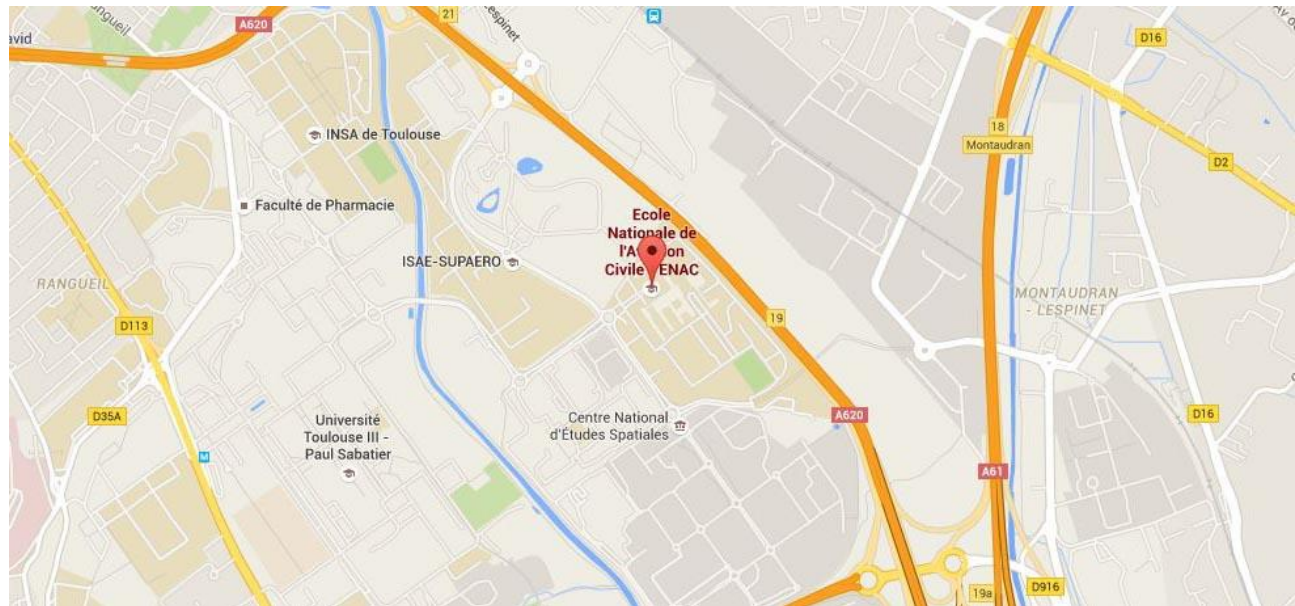 A620
21
Lespinet
D16
INSA de Toulouse
18
Montaudran
D2
Faculté de Pharmacie
Ecole
Nationale de
Civile
ENAC
ISAE-SUPAERO
RANGUEIL
MONTAUDRAN
- LESPINET
D113
19
D35A
Université
Toulouse III -
Paul Sabatier
Centre National
d'Études Spatiales
A620
D16
M
A61
19a
D916